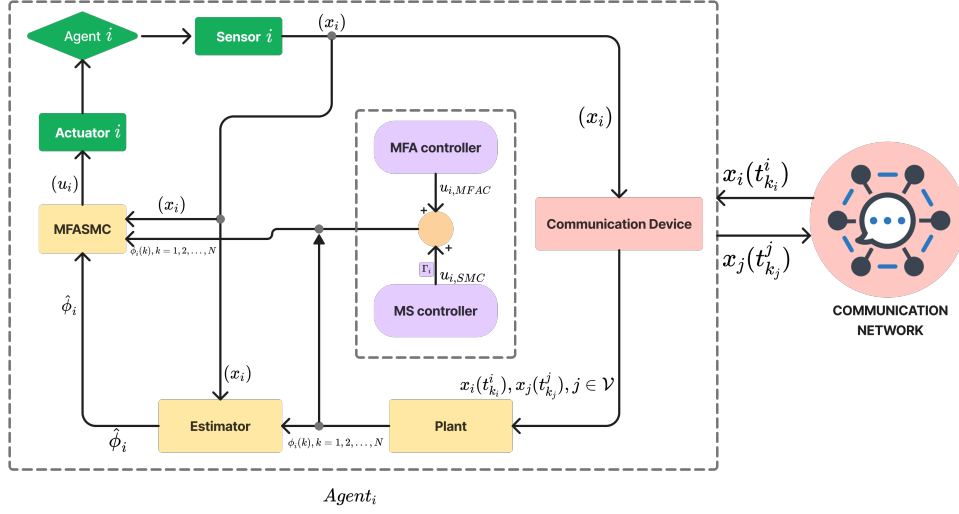 Agent i
Sensor i
(x_i)
(x_i)
Actuator i
(u_i)
MFASMC
(x_i)
ϕ_i(k), k = 1, 2, . . . , N
MFA controller
u_{i,MFAC}
+
+
Γ_i
u_{i,SMC}
MS controller
Communication Device
x_i(t^i_{k_i})
x_j(t^j_{k_j})
COMMUNICATION
NETWORK
ϕ̂_i
(x_i)
x_i(t^i_{k_i}), x_j(t^j_{k_j}), j ∈ 𝒱
Estimator
ϕ̂_i
ϕ_i(k), k = 1, 2, . . . , N
Plant
Agent_i